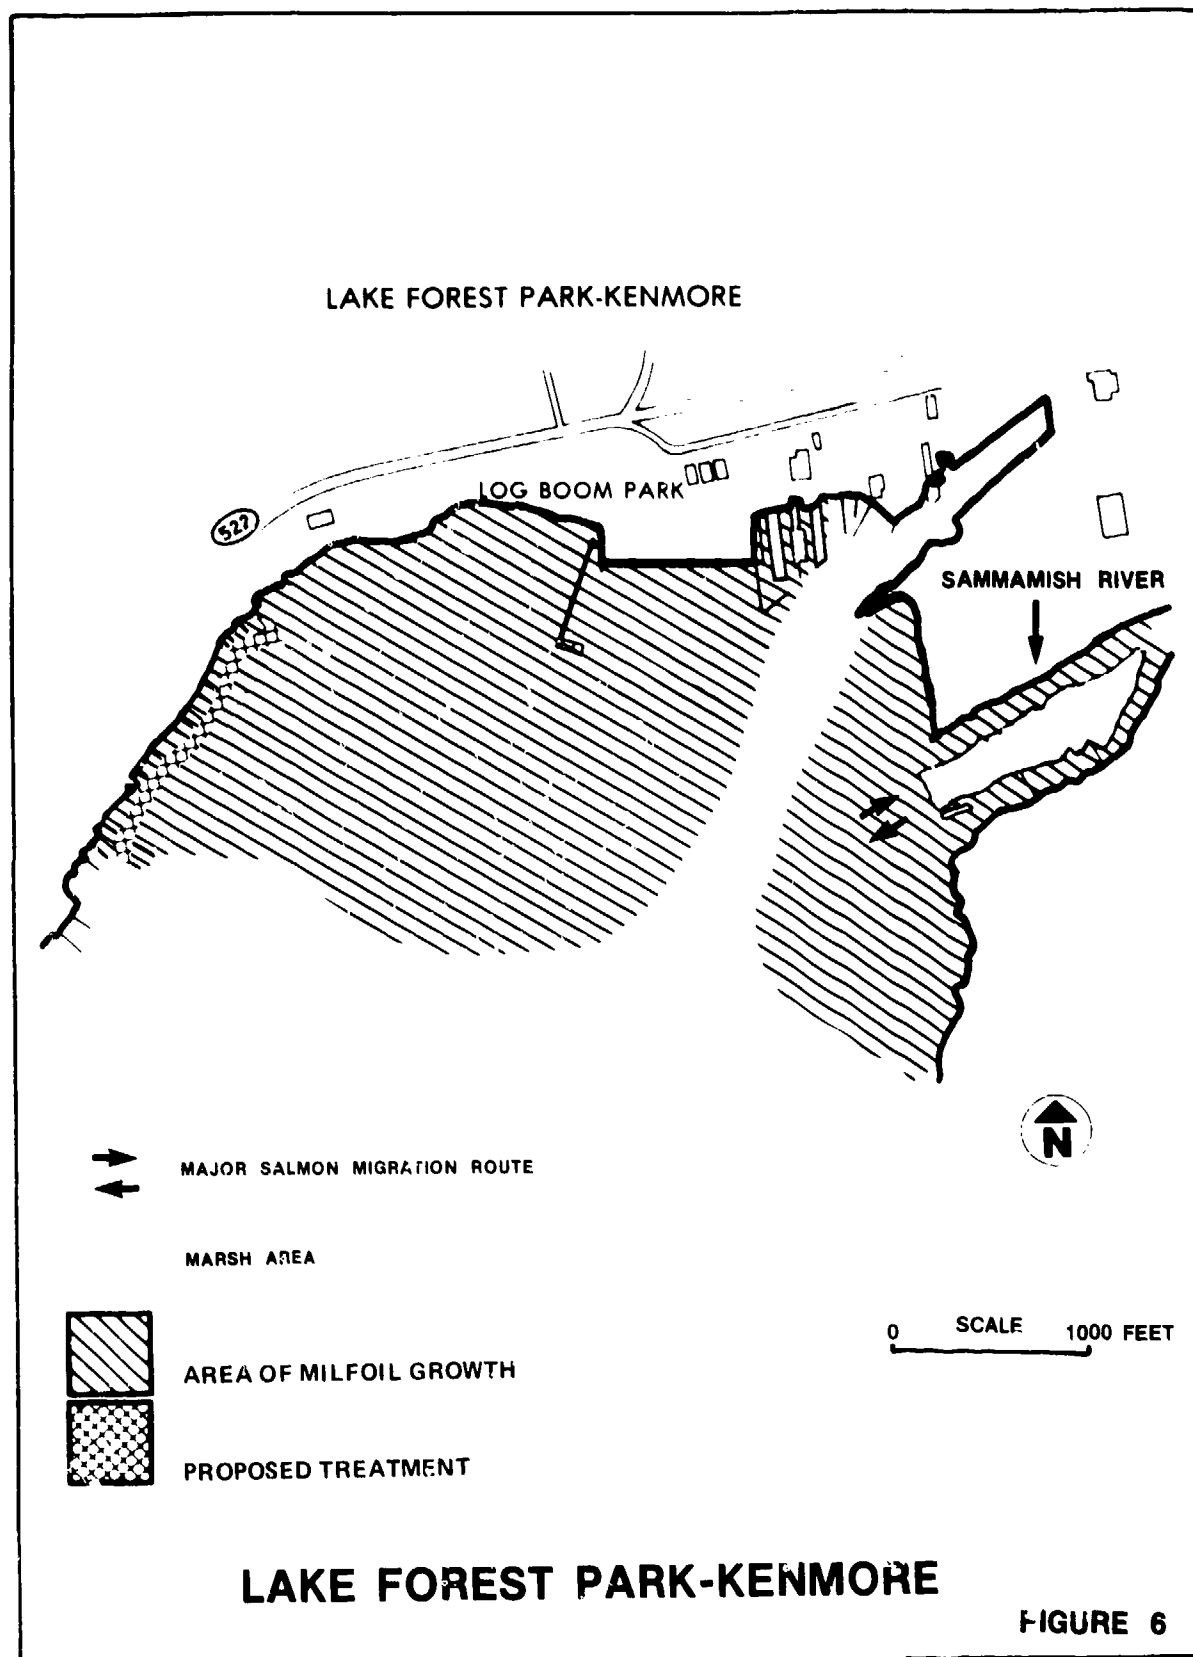 LAKE FOREST PARK-KENMORE
LOG BOOM PARK
522
SAMMAMISH RIVER
N
MAJOR SALMON MIGRATION ROUTE
MARSH AREA
0 SCALE 1000 FEET
AREA OF MILFOIL GROWTH
PROPOSED TREATMENT
LAKE FOREST PARK-KENMORE
FIGURE 6